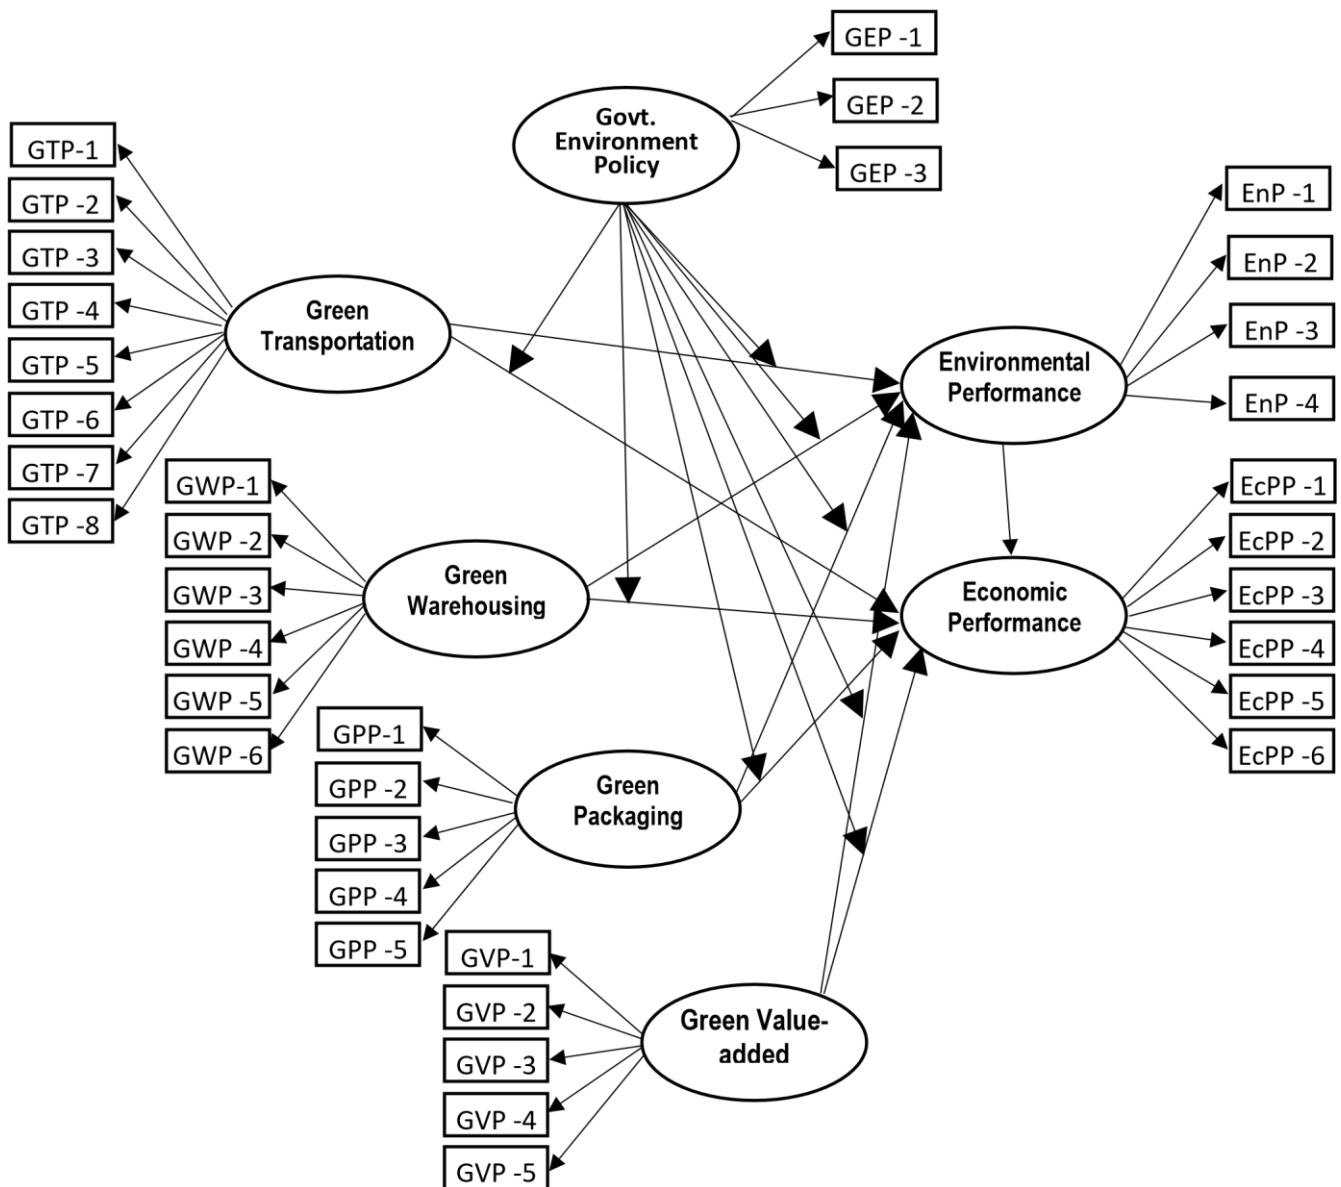 GEP -1
GEP -2
GEP -3
Govt.
Environment
Policy
GTP-1
GTP -2
GTP -3
GTP -4
GTP -5
GTP -6
GTP -7
GTP -8
Green
Transportation
EnP -1
EnP -2
EnP -3
EnP -4
Environmental
Performance
GWP-1
GWP -2
GWP -3
GWP -4
GWP -5
GWP -6
Green
Warehousing
EcPP -1
EcPP -2
EcPP -3
EcPP -4
EcPP -5
EcPP -6
Economic
Performance
GPP-1
GPP -2
GPP -3
GPP -4
GPP -5
Green
Packaging
GVP-1
GVP -2
GVP -3
GVP -4
GVP -5
Green Value-
added